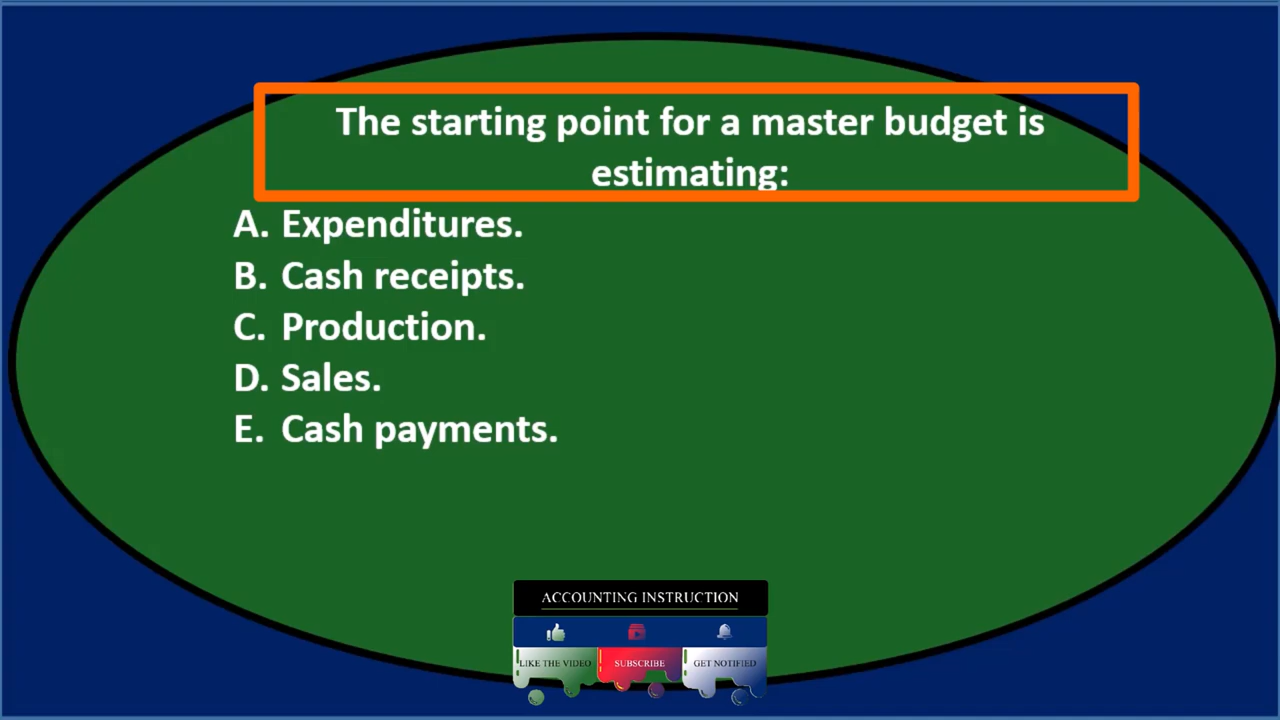 The starting point for a master budget is
estimating:
A. Expenditures.
B. Cash receipts.
C. Production.
D. Sales.
E. Cash payments.
ACCOUNTING INSTRUCTION
LIKE THE VIDEO SUBSCRIBE GET NOTIFIED